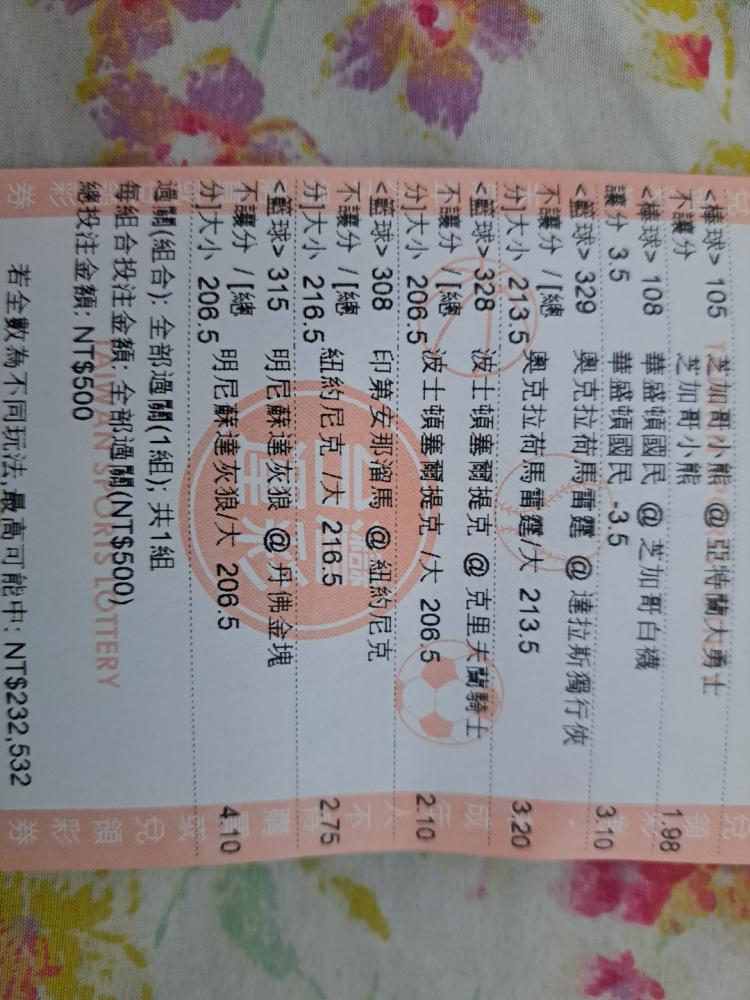 <棒球> 105 芝加哥小熊 @ 亞特蘭大勇士
不讓分 芝加哥小熊 1.98
<棒球> 108 華盛頓國民 @ 芝加哥白襪
讓分 3.5 華盛頓國民 -3.5 3.10
<籃球> 329 奧克拉荷馬雷霆 @ 達拉斯獨行俠
不讓分 / [總
分]大小 213.5 奧克拉荷馬雷霆/大 213.5 3.20
<籃球> 328 波士頓塞爾提克 @ 克里夫蘭騎士
不讓分 / [總
分]大小 206.5 波士頓塞爾提克 /大 206.5 2.10
<籃球> 308 印第安那溜馬 @ 紐約尼克
不讓分 / [總
分]大小 216.5 紐約尼克 /大 216.5 2.75
<籃球> 315 明尼蘇達灰狼 @ 丹佛金塊
不讓分 / [總
分]大小 206.5 明尼蘇達灰狼/大 206.5 4.10
過關(組合): 全部過關(1組); 共1組
每組合投注金額: 全部過關(NT$500)
總投注金額: NT$500
若全數為不同玩法,最高可能中: NT$232,532
台灣
運彩
TAIWAN SPORTS LOTTERY